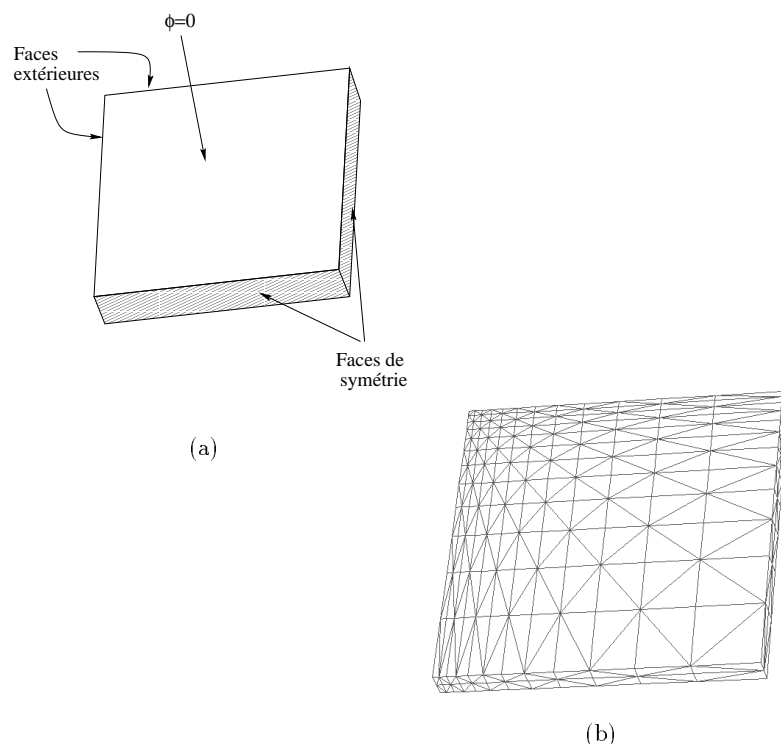 ϕ=0
Faces
extérieures
Faces de
symétrie
(a)
(b)